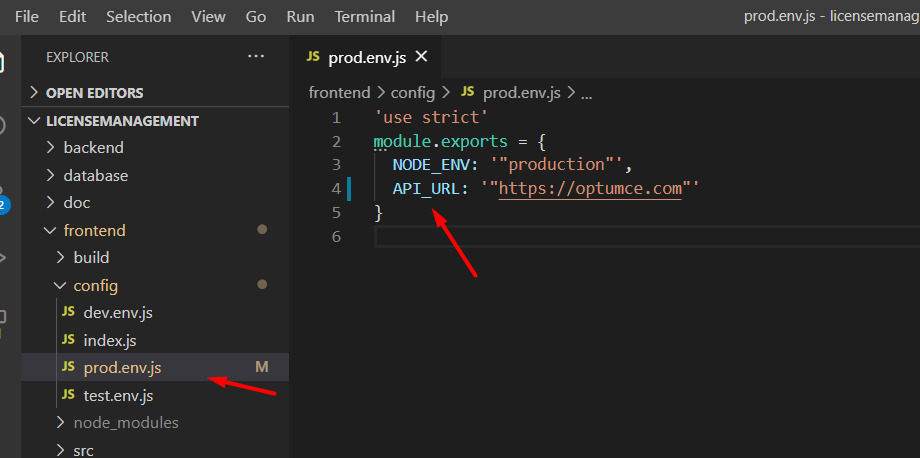 File Edit Selection View Go Run Terminal Help
prod.env.js - licensemanag
EXPLORER ...
OPEN EDITORS
LICENSEMANAGEMENT
backend
database
doc
frontend
build
config
JS dev.env.js
JS index.js
JS prod.env.js M
JS test.env.js
node_modules
src
2
JS prod.env.js
frontend > config > JS prod.env.js > ...
1 'use strict'
2 module.exports = {
3 NODE_ENV: '"production"',
4 API_URL: '"https://optumce.com"'
5 }
6